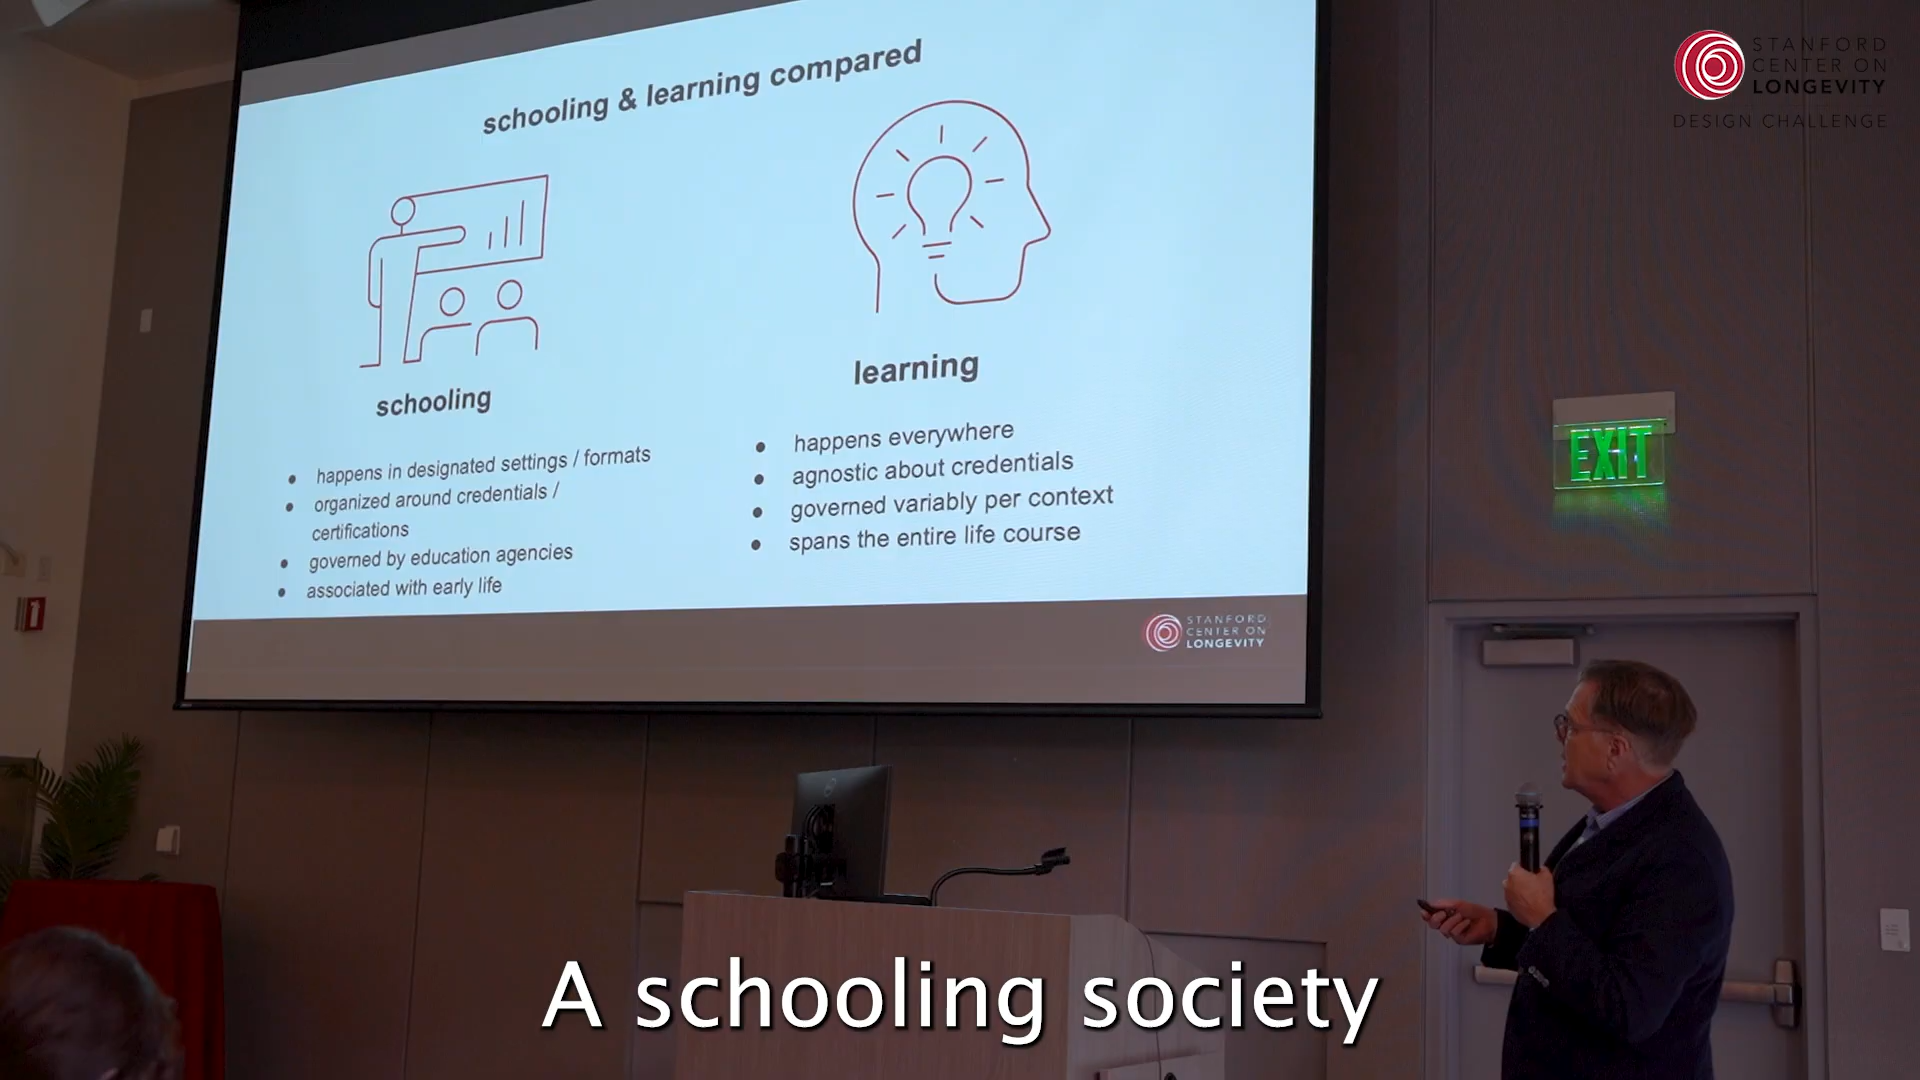 schooling & learning compared
schooling
happens in designated settings / formats
organized around credentials /
certifications
governed by education agencies
associated with early life
learning
happens everywhere
agnostic about credentials
governed variably per context
spans the entire life course
STANFORD
CENTER ON
LONGEVITY
STANFORD
CENTER ON
LONGEVITY
DESIGN CHALLENGE
EXIT
A schooling society